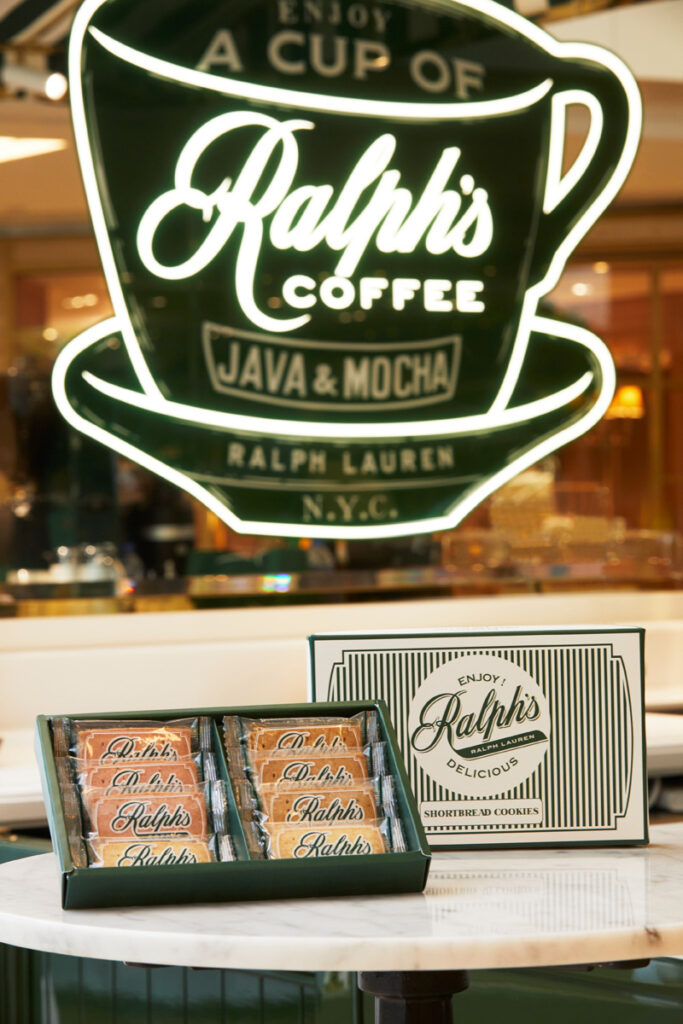 ENJOY
A CUP OF
Ralph's
COFFEE
JAVA & MOCHA
RALPH LAUREN
N.Y.C.
ENJOY!
Ralph's
RALPH LAUREN
DELICIOUS
SHORTBREAD COOKIES
Ralph's
Ralph's
Ralph's
Ralph's
Ralph's
Ralph's
Ralph's
Ralph's